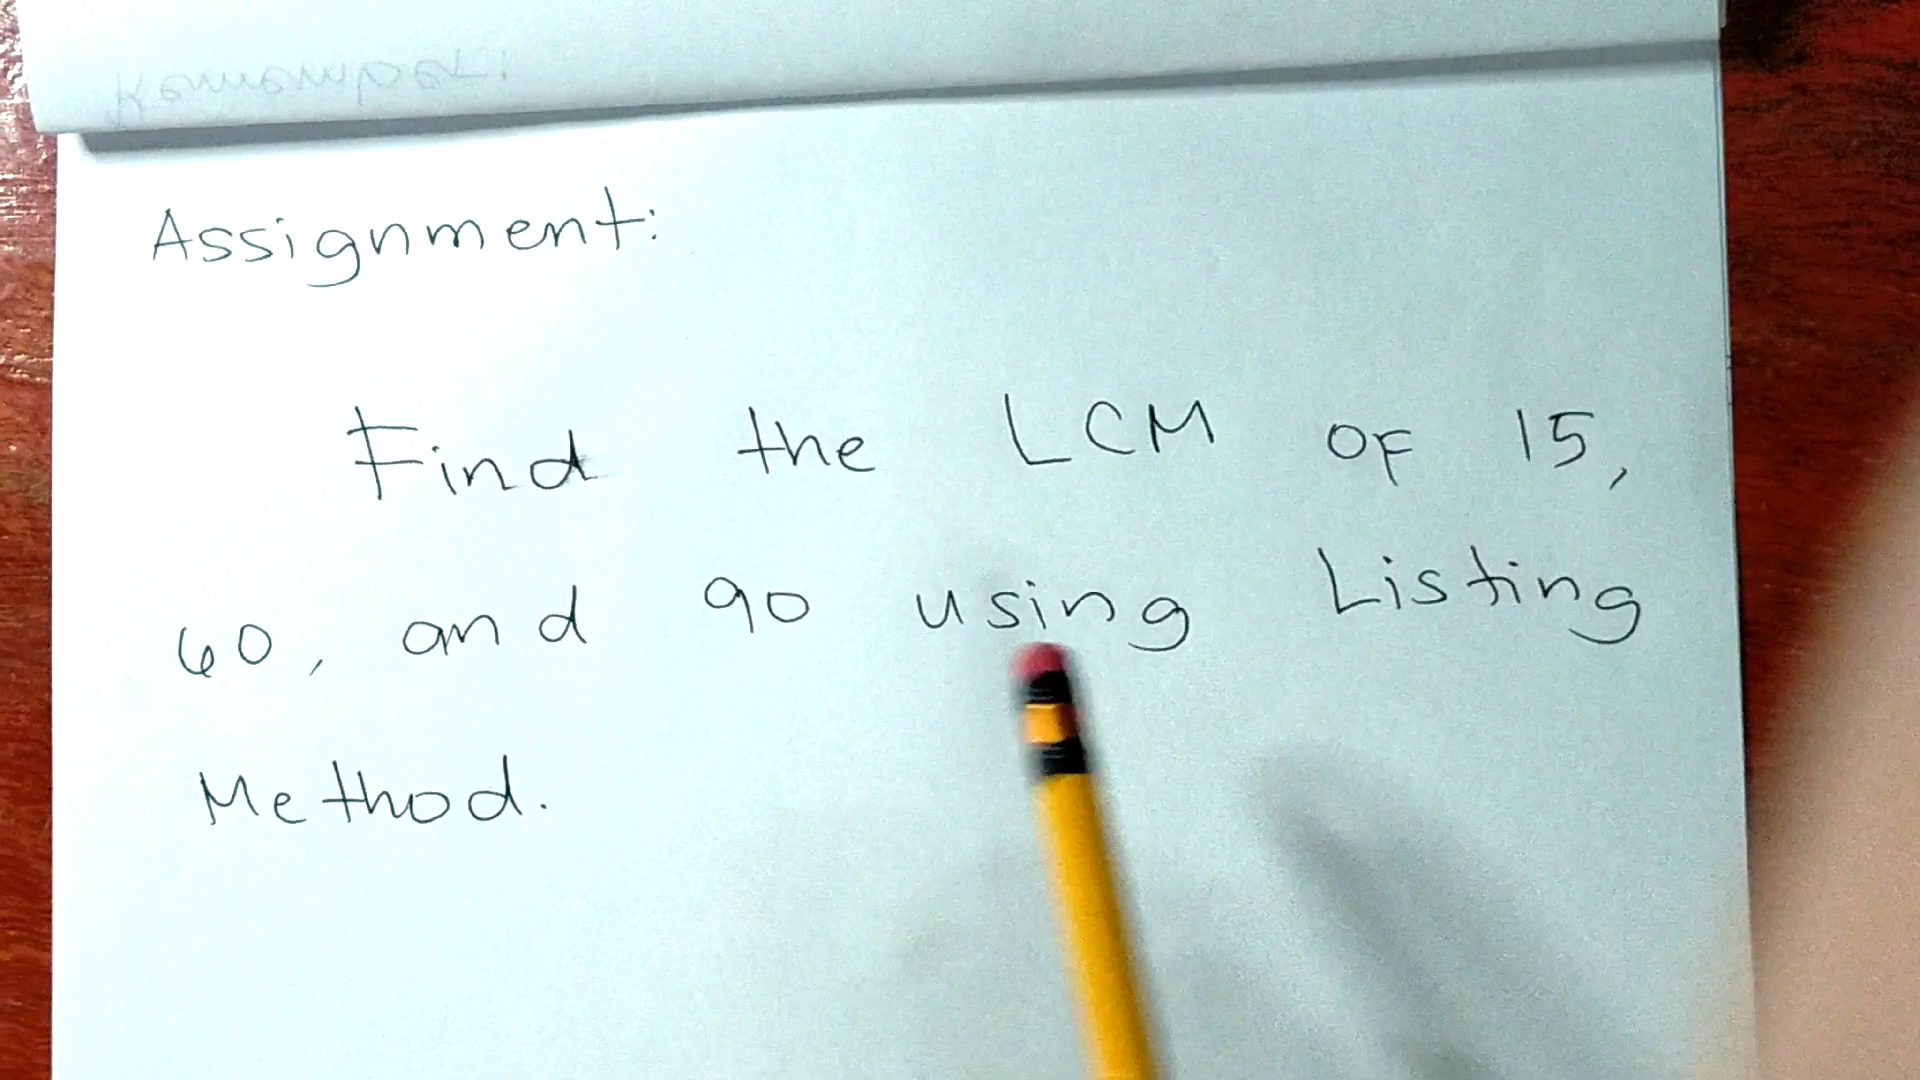 Assignment:
Find the LCM OF 15,
60, and 90 using Listing
Method.